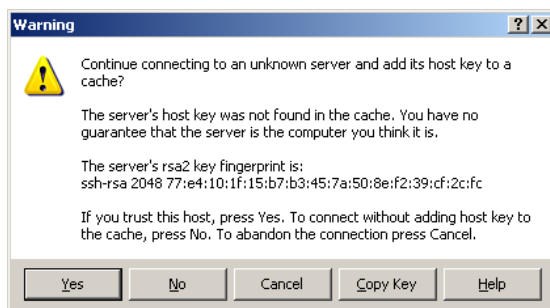 Warning
Continue connecting to an unknown server and add its host key to a
cache?
The server's host key was not found in the cache. You have no
guarantee that the server is the computer you think it is.
The server's rsa2 key fingerprint is:
ssh-rsa 2048 77:e4:10:1f:15:b7:b3:45:7a:50:8e:f2:39:cf:2c:fc
If you trust this host, press Yes. To connect without adding host key to
the cache, press No. To abandon the connection press Cancel.
Yes No Cancel Copy Key Help